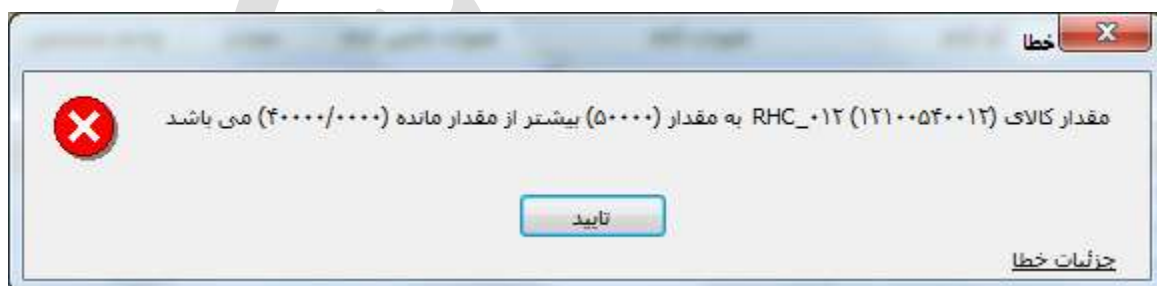 خطا
مقدار کالای (۱۲۱۰۰۵۴۰۰۱۲) RHC_۰۱۲ به مقدار (۵۰۰۰۰) بیشتر از مقدار مانده (۴۰۰۰۰/۰۰۰۰) می باشد
تایید
جزئیات خطا